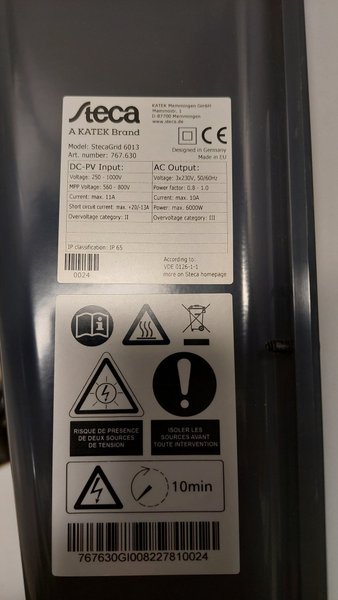 Steca
A KATEK Brand
KATEK Memmingen GmbH
Mammostr. 1
D-87700 Memmingen
www.steca.de
Model: StecaGrid 6013
Art. number: 767.630
CE
Designed in Germany
Made in EU
DC-PV Input:
Voltage: 250 - 1000V
MPP Voltage: 560 - 800V
Current: max. 11A
Short circuit current: max. +20/-13A
Overvoltage category: II
AC Output:
Voltage: 3x230V, 50/60Hz
Power factor: 0.8 - 1.0
Current: max. 10A
Power: max. 6000W
Overvoltage category: III
IP classification: IP 65
0024
According to:
VDE 0126-1-1
more on Steca homepage
RISQUE DE PRESENCE
DE DEUX SOURCES
DE TENSION
ISOLER LES
SOURCES AVANT
TOUTE INTERVENTION
10min
767630GI008227810024